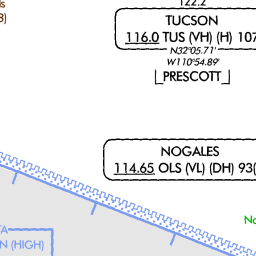 122.2
TUCSON
116.0 TUS (VH) (H) 107
N32°05.71'
W110°54.89'
PRESCOTT
NOGALES
114.65 OLS (VL) (DH) 93(
N (HIGH)